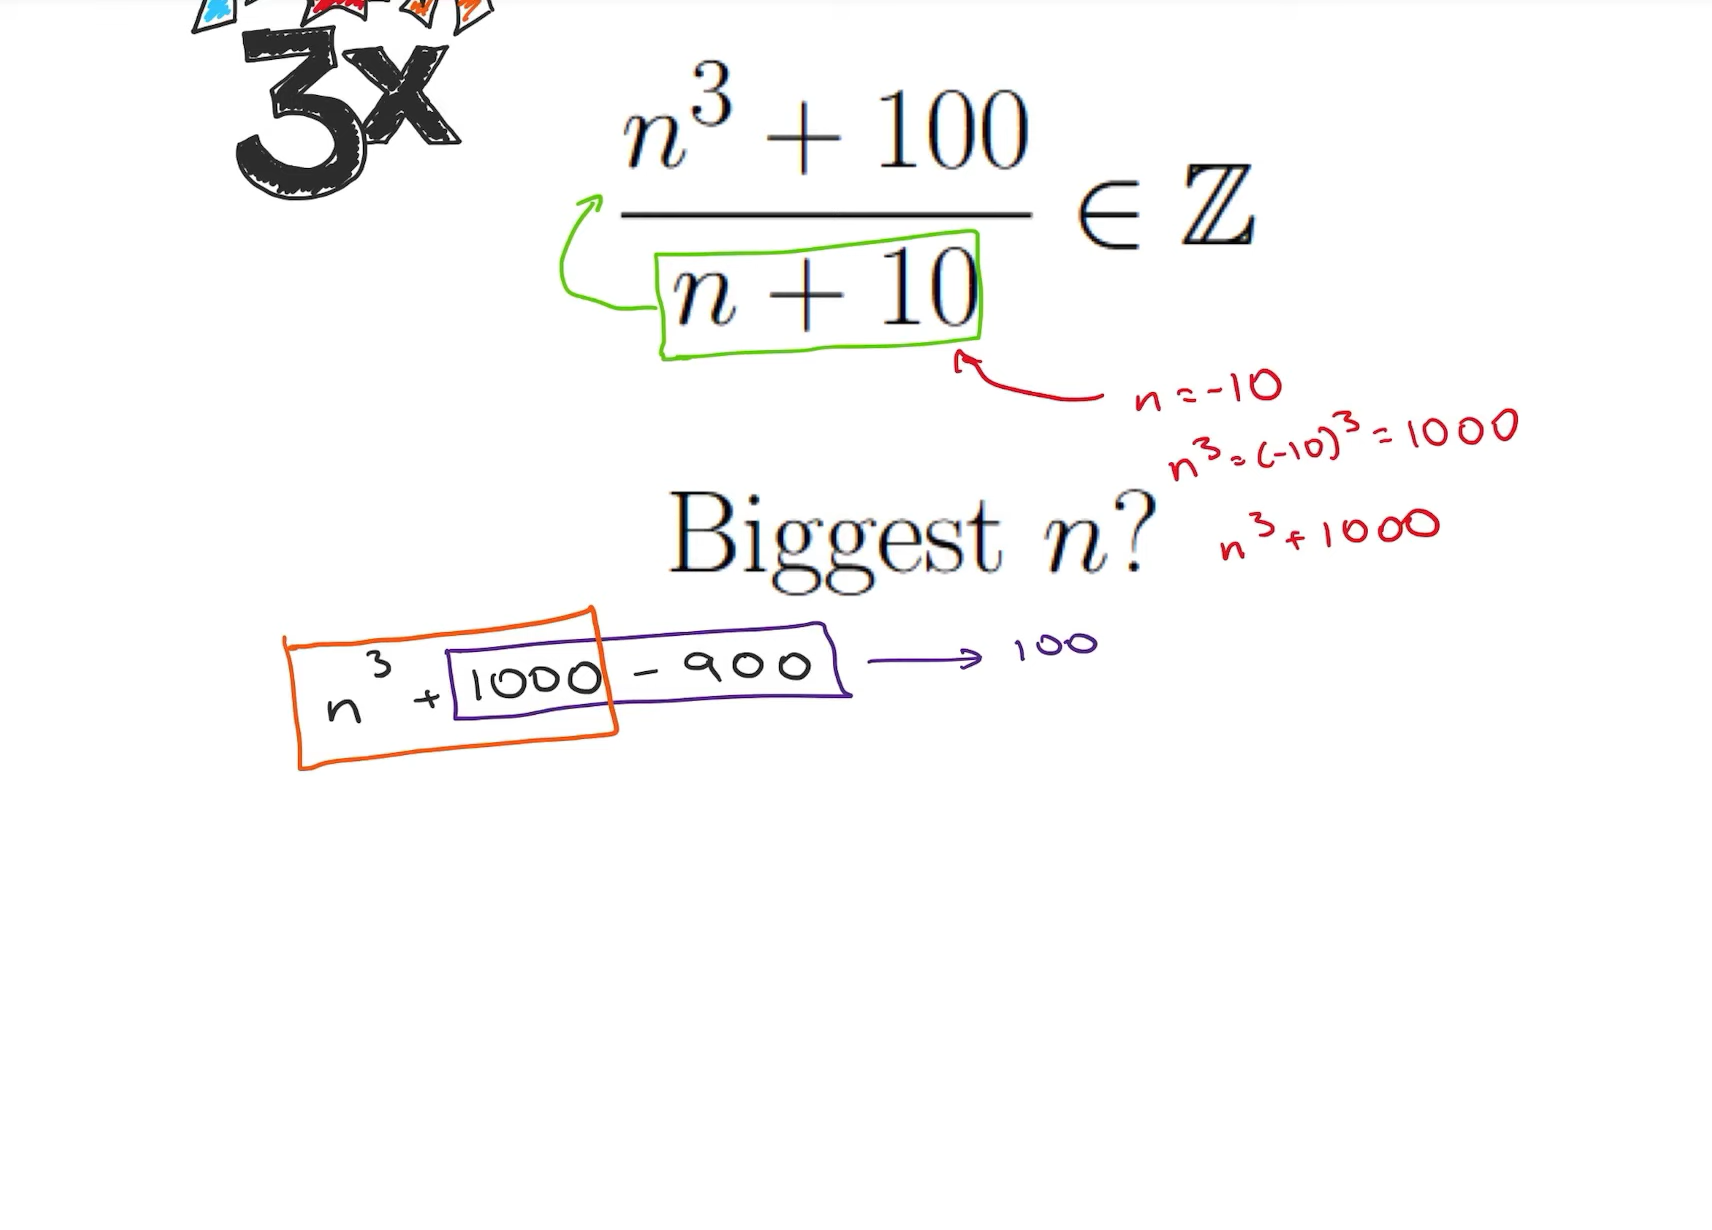 3x
n³ + 100
n + 10
∈ ℤ
n = -10
n³ = (-10)³ = 1000
Biggest n?
n³ + 1000
n³ + 1000 - 900 → 100